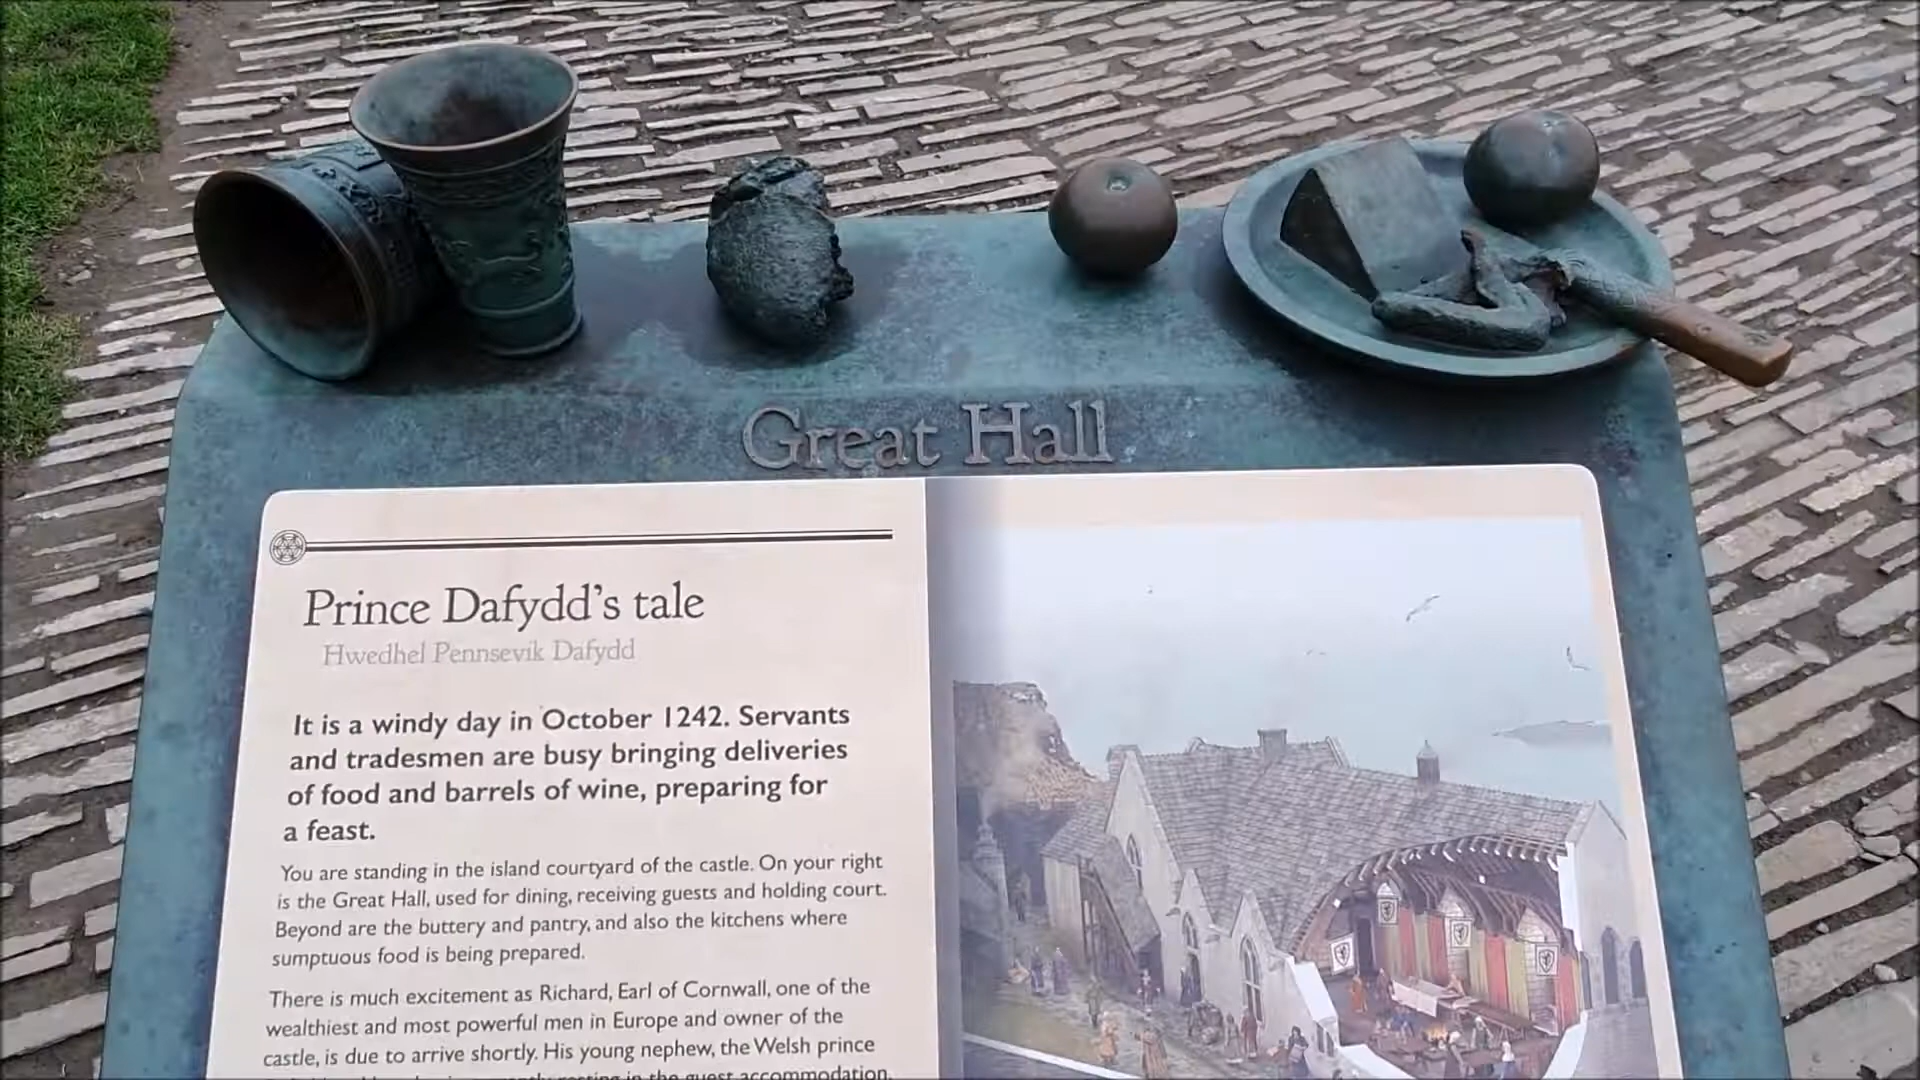 Great Hall
Prince Dafydd's tale
Hwedhel Pennsevik Dafydd
It is a windy day in October 1242. Servants
and tradesmen are busy bringing deliveries
of food and barrels of wine, preparing for
a feast.
You are standing in the island courtyard of the castle. On your right
is the Great Hall, used for dining, receiving guests and holding court.
Beyond are the buttery and pantry, and also the kitchens where
sumptuous food is being prepared.
There is much excitement as Richard, Earl of Cornwall, one of the
wealthiest and most powerful men in Europe and owner of the
castle, is due to arrive shortly. His young nephew, the Welsh prince
resting in the guest accommodation.